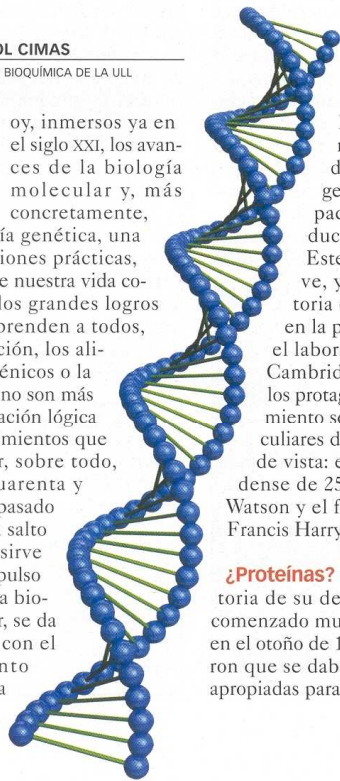 OL CIMAS
BIOQUÍMICA DE LA ULL
oy, inmersos ya en
el siglo XXI, los avan-
ces de la biología
molecular y, más
concretamente,
ía genética, una
iones prácticas,
e nuestra vida co-
los grandes logros
prenden a todos,
ción, los ali-
énicos o la
no son más
ación lógica
mientos que
r, sobre todo,
uarenta y
pasado
salto
sirve
pulso
a bio-
r, se da
con el
nto
a
d
ge
pac
duc
Este
ve, y
toria
en la p
el labora
Cambrid
los protag
miento se
culiares d
de vista: e
dense de 25
Watson y el f
Francis Harry
¿Proteínas?
toria de su de
comenzado mu
en el otoño de 1
ron que se dab
apropiadas para